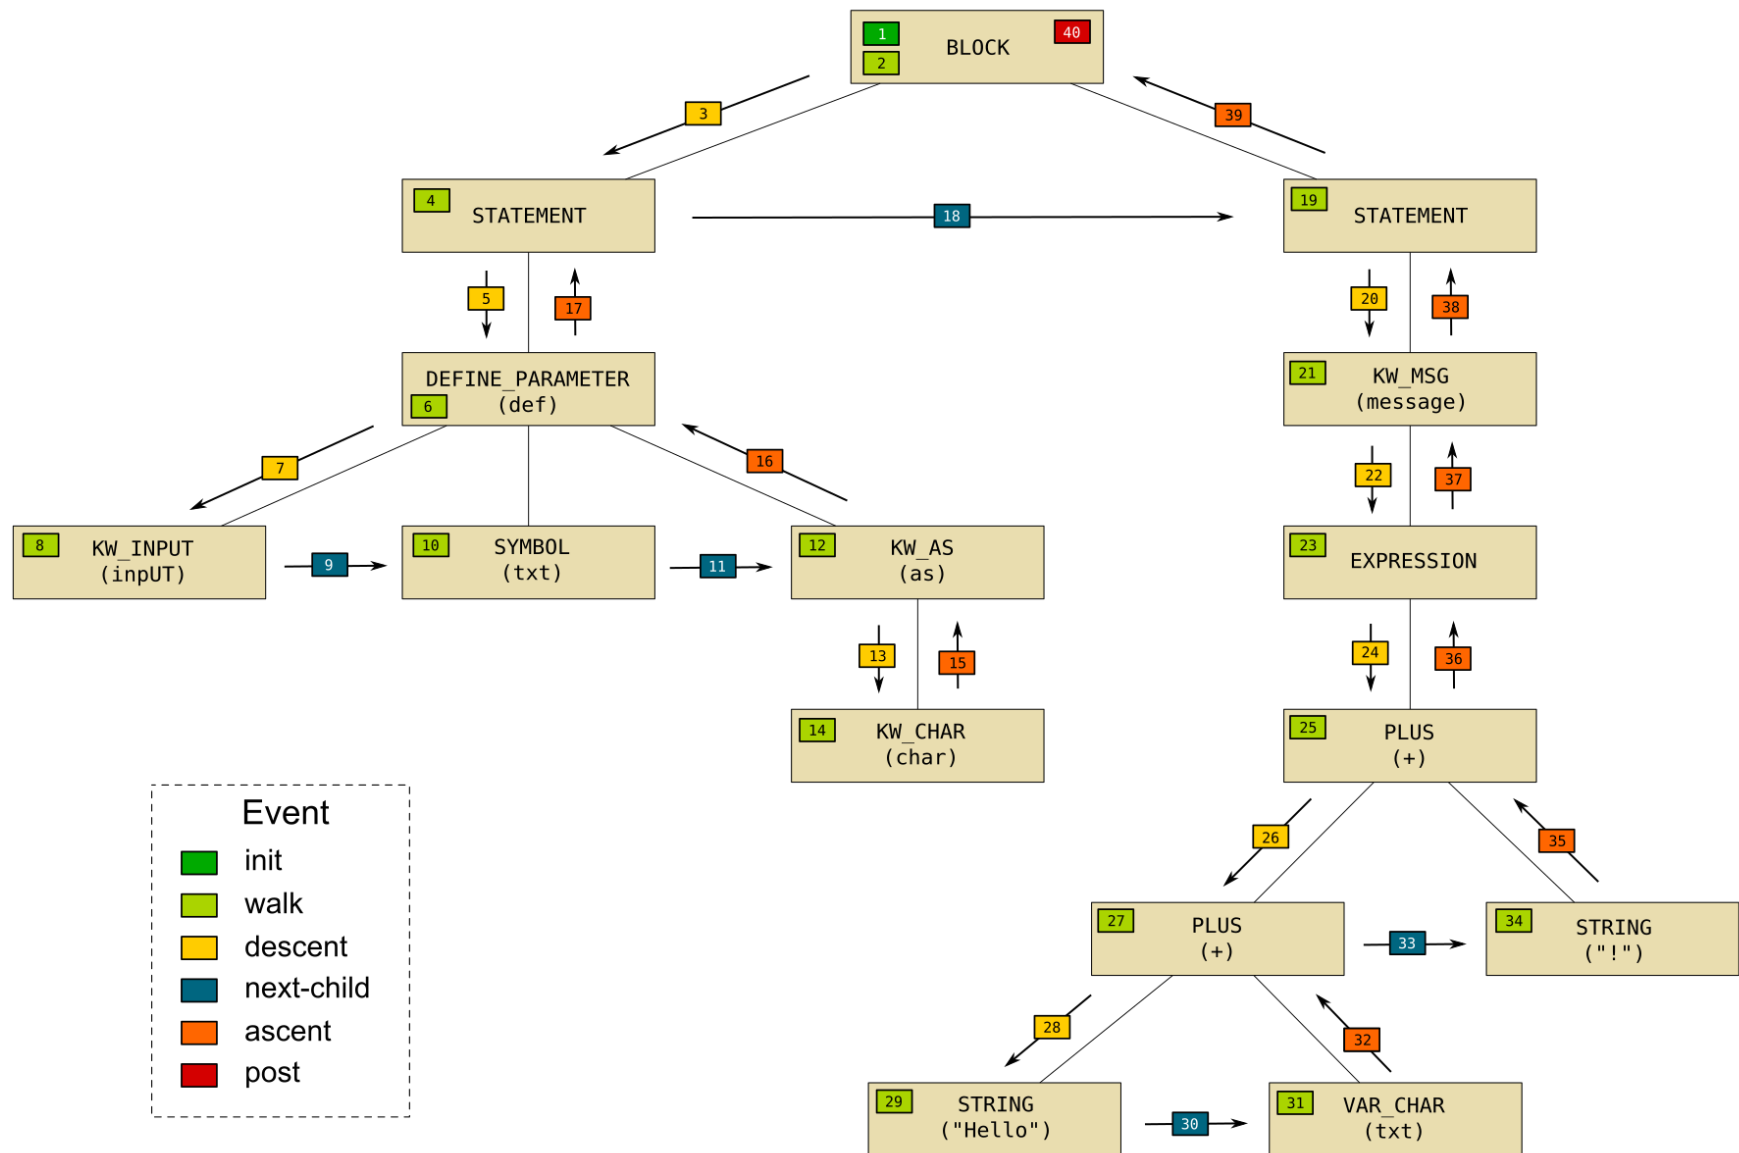 1
40
BLOCK
2
3
39
4
STATEMENT
18
19
STATEMENT
5
17
20
38
DEFINE_PARAMETER
6
(def)
21
KW_MSG
(message)
7
16
22
37
8
KW_INPUT
(inpUT)
9
10
SYMBOL
(txt)
11
12
KW_AS
(as)
23
EXPRESSION
13
15
24
36
14
KW_CHAR
(char)
25
PLUS
(+)
26
35
27
PLUS
(+)
33
34
STRING
("!")
28
32
29
STRING
("Hello")
30
31
VAR_CHAR
(txt)
Event
init
walk
descent
next-child
ascent
post